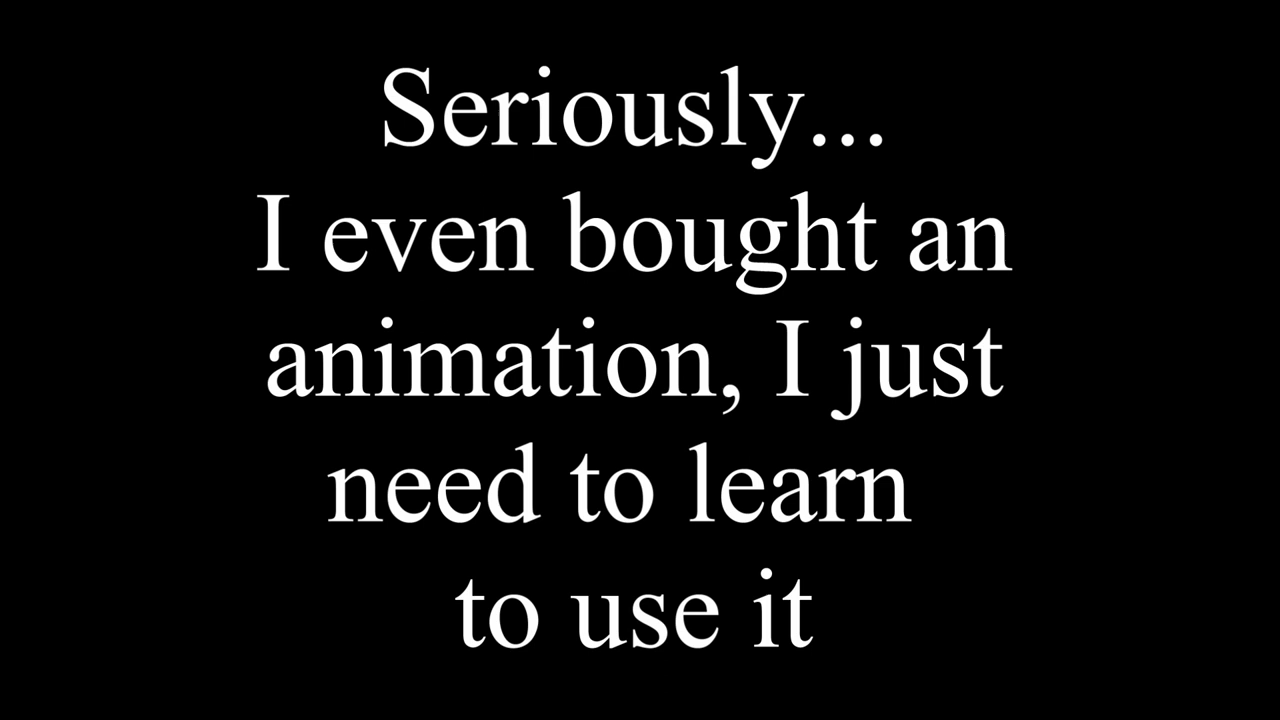 Seriously...
I even bought an
animation, I just
need to learn
to use it